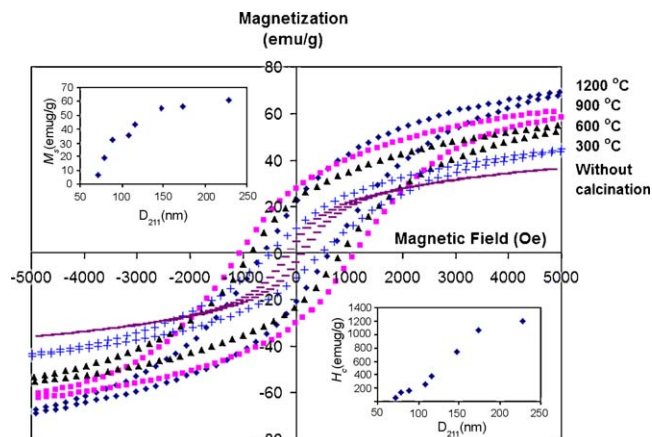 Magnetization
(emu/g)
80
60
40
20
0
-20
-40
-60
-80
-5000 -4000 -3000 -2000 -1000 0 1000 2000 3000 4000 5000
Magnetic Field (Oe)
1200 °C
900 °C
600 °C
300 °C
Without
calcination
70
60
50
40
30
20
10
0
Ms(emug/g)
50 100 150 200 250
D211(nm)
1400
1200
1000
800
600
400
200
Hc(emug/g)
50 100 150 200 250
D211(nm)